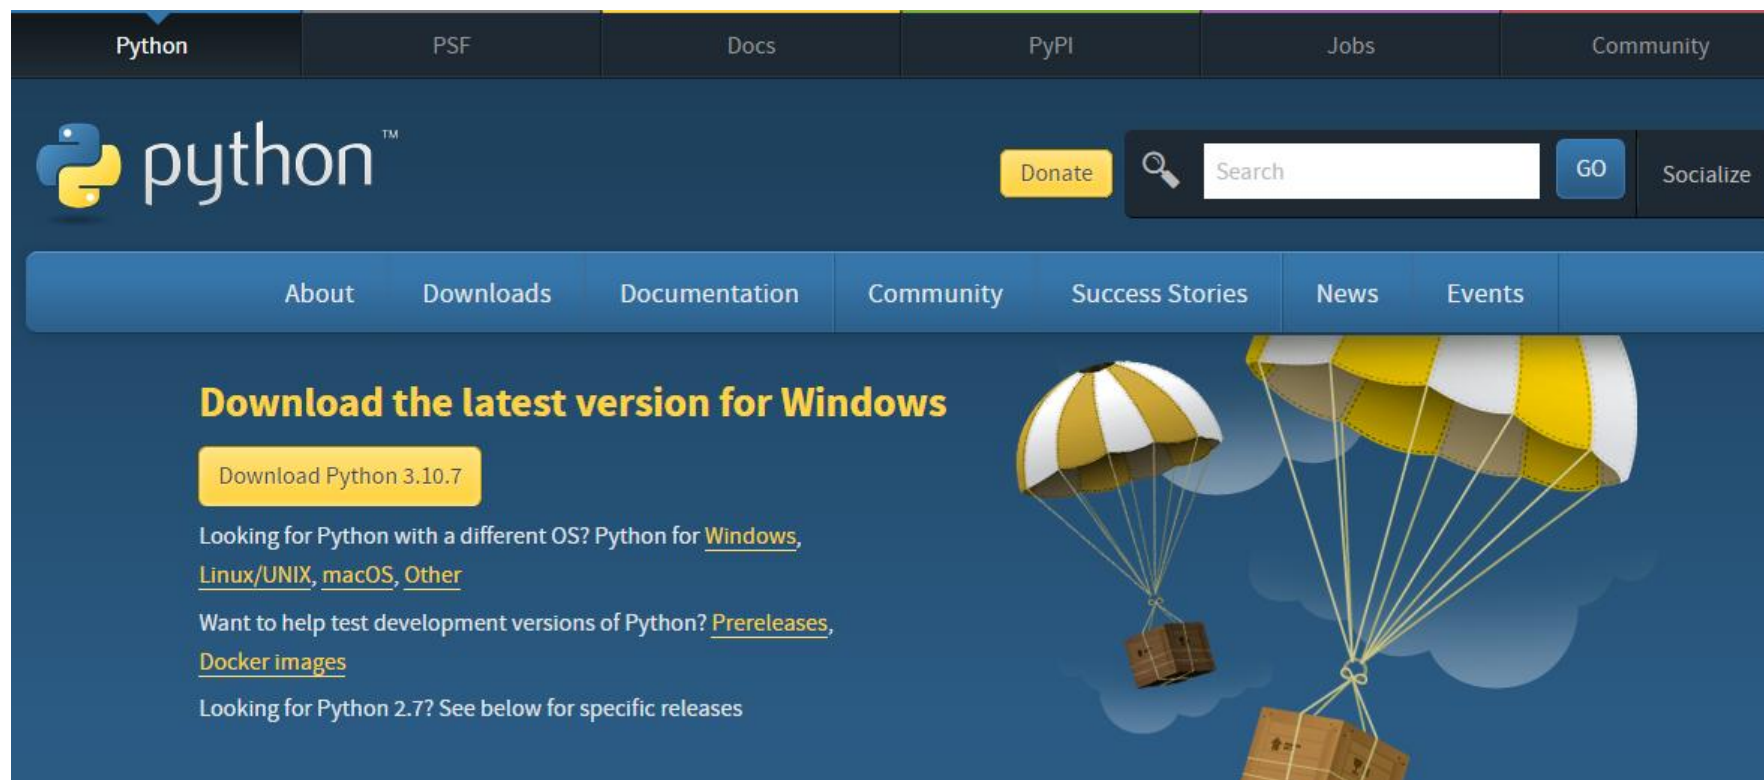 Python PSF Docs PyPI Jobs Community
python™
Donate Search GO Socialize
About Downloads Documentation Community Success Stories News Events
Download the latest version for Windows
Download Python 3.10.7
Looking for Python with a different OS? Python for Windows,
Linux/UNIX, macOS, Other
Want to help test development versions of Python? Prereleases,
Docker images
Looking for Python 2.7? See below for specific releases